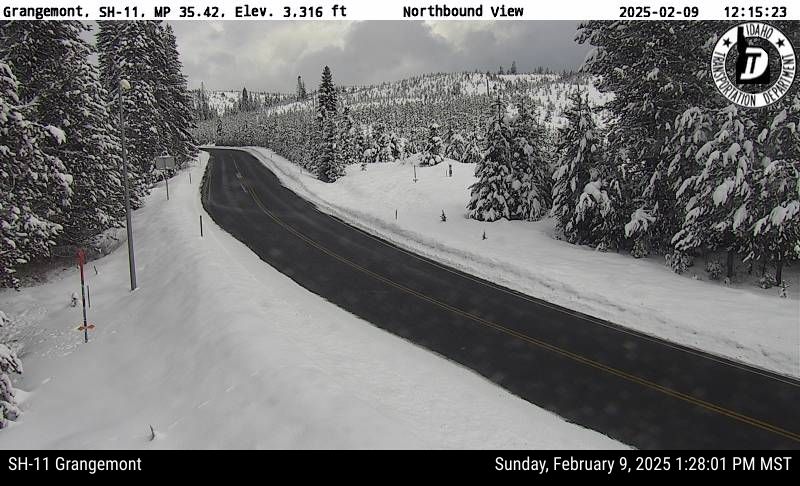 Grangemont, SH-11, MP 35.42, Elev. 3,316 ft Northbound View 2025-02-09 12:15:23
IDAHO
TRANSPORTATION DEPARTMENT
SH-11 Grangemont Sunday, February 9, 2025 1:28:01 PM MST